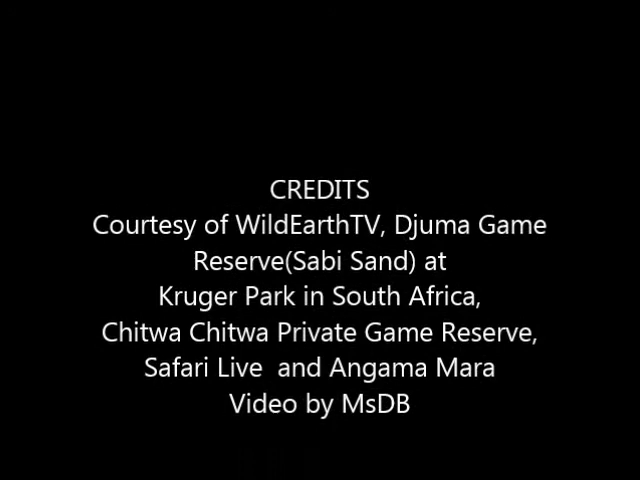 CREDITS
Courtesy of WildEarthTV, Djuma Game
Reserve(Sabi Sand) at
Kruger Park in South Africa,
Chitwa Chitwa Private Game Reserve,
Safari Live  and Angama Mara
Video by MsDB